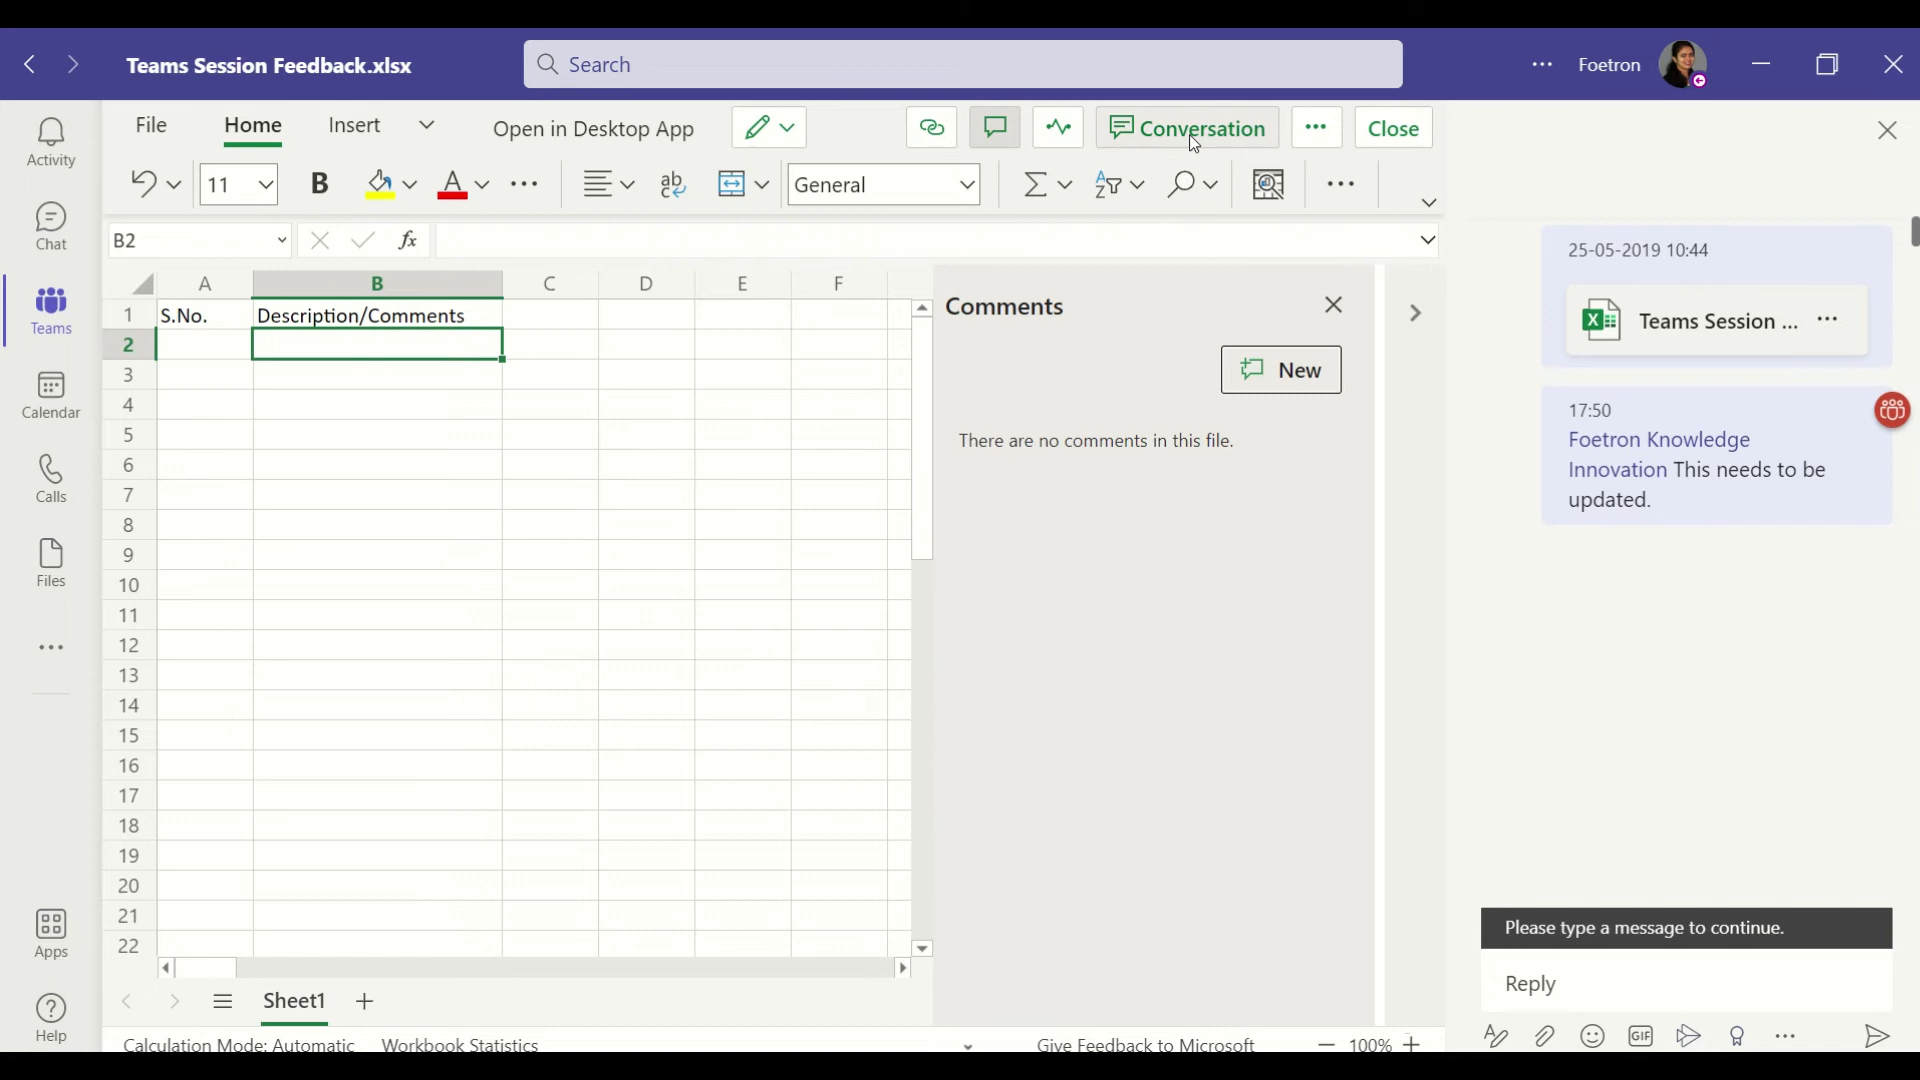 Teams Session Feedback.xlsx
Search
Foetron
Activity
Chat
Teams
Calendar
Calls
Files
Apps
Help
File
Home
Insert
Open in Desktop App
Conversation
Close
11
B
A
ab
General
B2
fx
A B C D E F
1 S.No. Description/Comments
2
3
4
5
6
7
8
9
10
11
12
13
14
15
16
17
18
19
20
21
22
Sheet1
Calculation Mode: Automatic
Workbook Statistics
Give Feedback to Microsoft
100%
Comments
New
There are no comments in this file.
25-05-2019 10:44
Teams Session ...
17:50
Foetron Knowledge
Innovation This needs to be
updated.
Please type a message to continue.
Reply
GIF